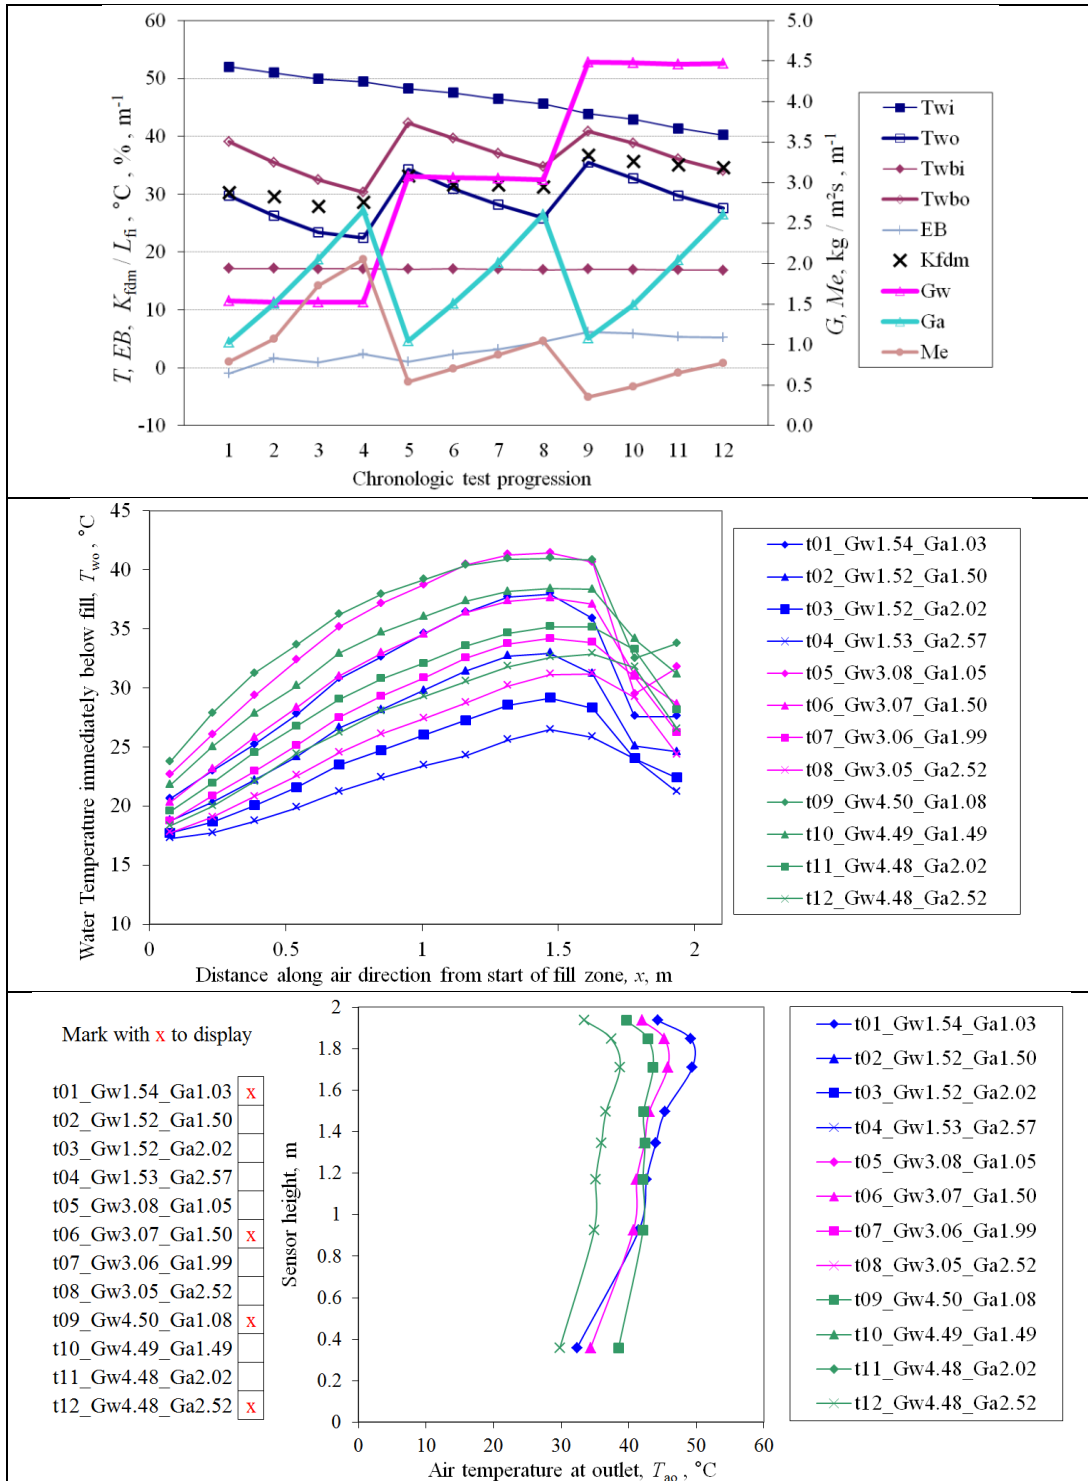 60
50
40
30
20
10
0
-10
T, EB, Kfdm / Lfi , °C , % , m-1
5.0
4.5
4.0
3.5
3.0
2.5
2.0
1.5
1.0
0.5
0.0
G, Me, kg / m²s , m-1
1 2 3 4 5 6 7 8 9 10 11 12
Chronologic test progression
Twi
Two
Twbi
Twbo
EB
Kfdm
Gw
Ga
Me
45
40
35
30
25
20
15
10
Water Temperature immediately below fill, Two , °C
0 0.5 1 1.5 2
Distance along air direction from start of fill zone, x, m
t01_Gw1.54_Ga1.03
t02_Gw1.52_Ga1.50
t03_Gw1.52_Ga2.02
t04_Gw1.53_Ga2.57
t05_Gw3.08_Ga1.05
t06_Gw3.07_Ga1.50
t07_Gw3.06_Ga1.99
t08_Gw3.05_Ga2.52
t09_Gw4.50_Ga1.08
t10_Gw4.49_Ga1.49
t11_Gw4.48_Ga2.02
t12_Gw4.48_Ga2.52
Mark with x to display
t01_Gw1.54_Ga1.03 x
t02_Gw1.52_Ga1.50
t03_Gw1.52_Ga2.02
t04_Gw1.53_Ga2.57
t05_Gw3.08_Ga1.05
t06_Gw3.07_Ga1.50 x
t07_Gw3.06_Ga1.99
t08_Gw3.05_Ga2.52
t09_Gw4.50_Ga1.08 x
t10_Gw4.49_Ga1.49
t11_Gw4.48_Ga2.02
t12_Gw4.48_Ga2.52 x
2
1.8
1.6
1.4
1.2
1
0.8
0.6
0.4
0.2
0
Sensor height, m
0 10 20 30 40 50 60
Air temperature at outlet, Tao , °C
t01_Gw1.54_Ga1.03
t02_Gw1.52_Ga1.50
t03_Gw1.52_Ga2.02
t04_Gw1.53_Ga2.57
t05_Gw3.08_Ga1.05
t06_Gw3.07_Ga1.50
t07_Gw3.06_Ga1.99
t08_Gw3.05_Ga2.52
t09_Gw4.50_Ga1.08
t10_Gw4.49_Ga1.49
t11_Gw4.48_Ga2.02
t12_Gw4.48_Ga2.52